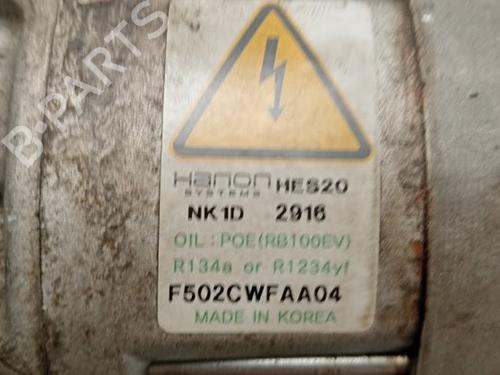 B-PARTS
Hanon
SYSTEMS
HES20
NK1D 2916
OIL : POE(RB100EV)
R134a or R1234yf
F502CWFAA04
MADE IN KOREA